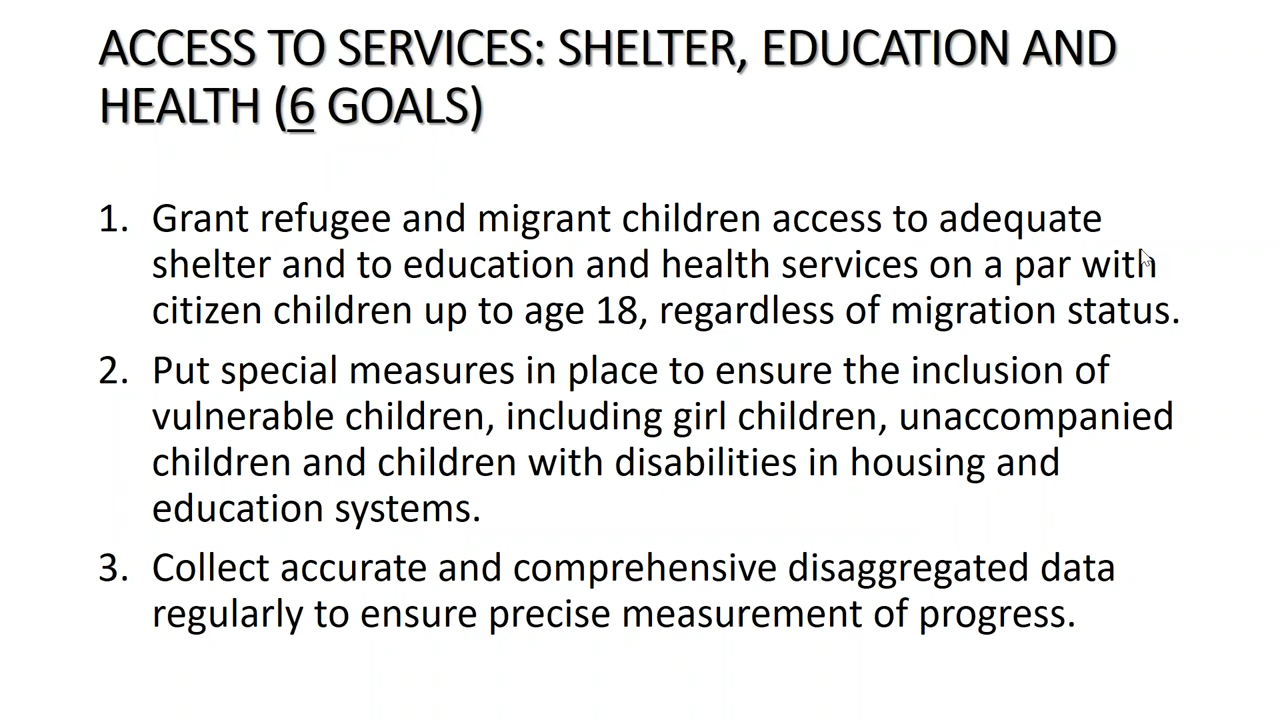 ACCESS TO SERVICES: SHELTER, EDUCATION AND
HEALTH (6 GOALS)
1. Grant refugee and migrant children access to adequate
shelter and to education and health services on a par with
citizen children up to age 18, regardless of migration status.
2. Put special measures in place to ensure the inclusion of
vulnerable children, including girl children, unaccompanied
children and children with disabilities in housing and
education systems.
3. Collect accurate and comprehensive disaggregated data
regularly to ensure precise measurement of progress.